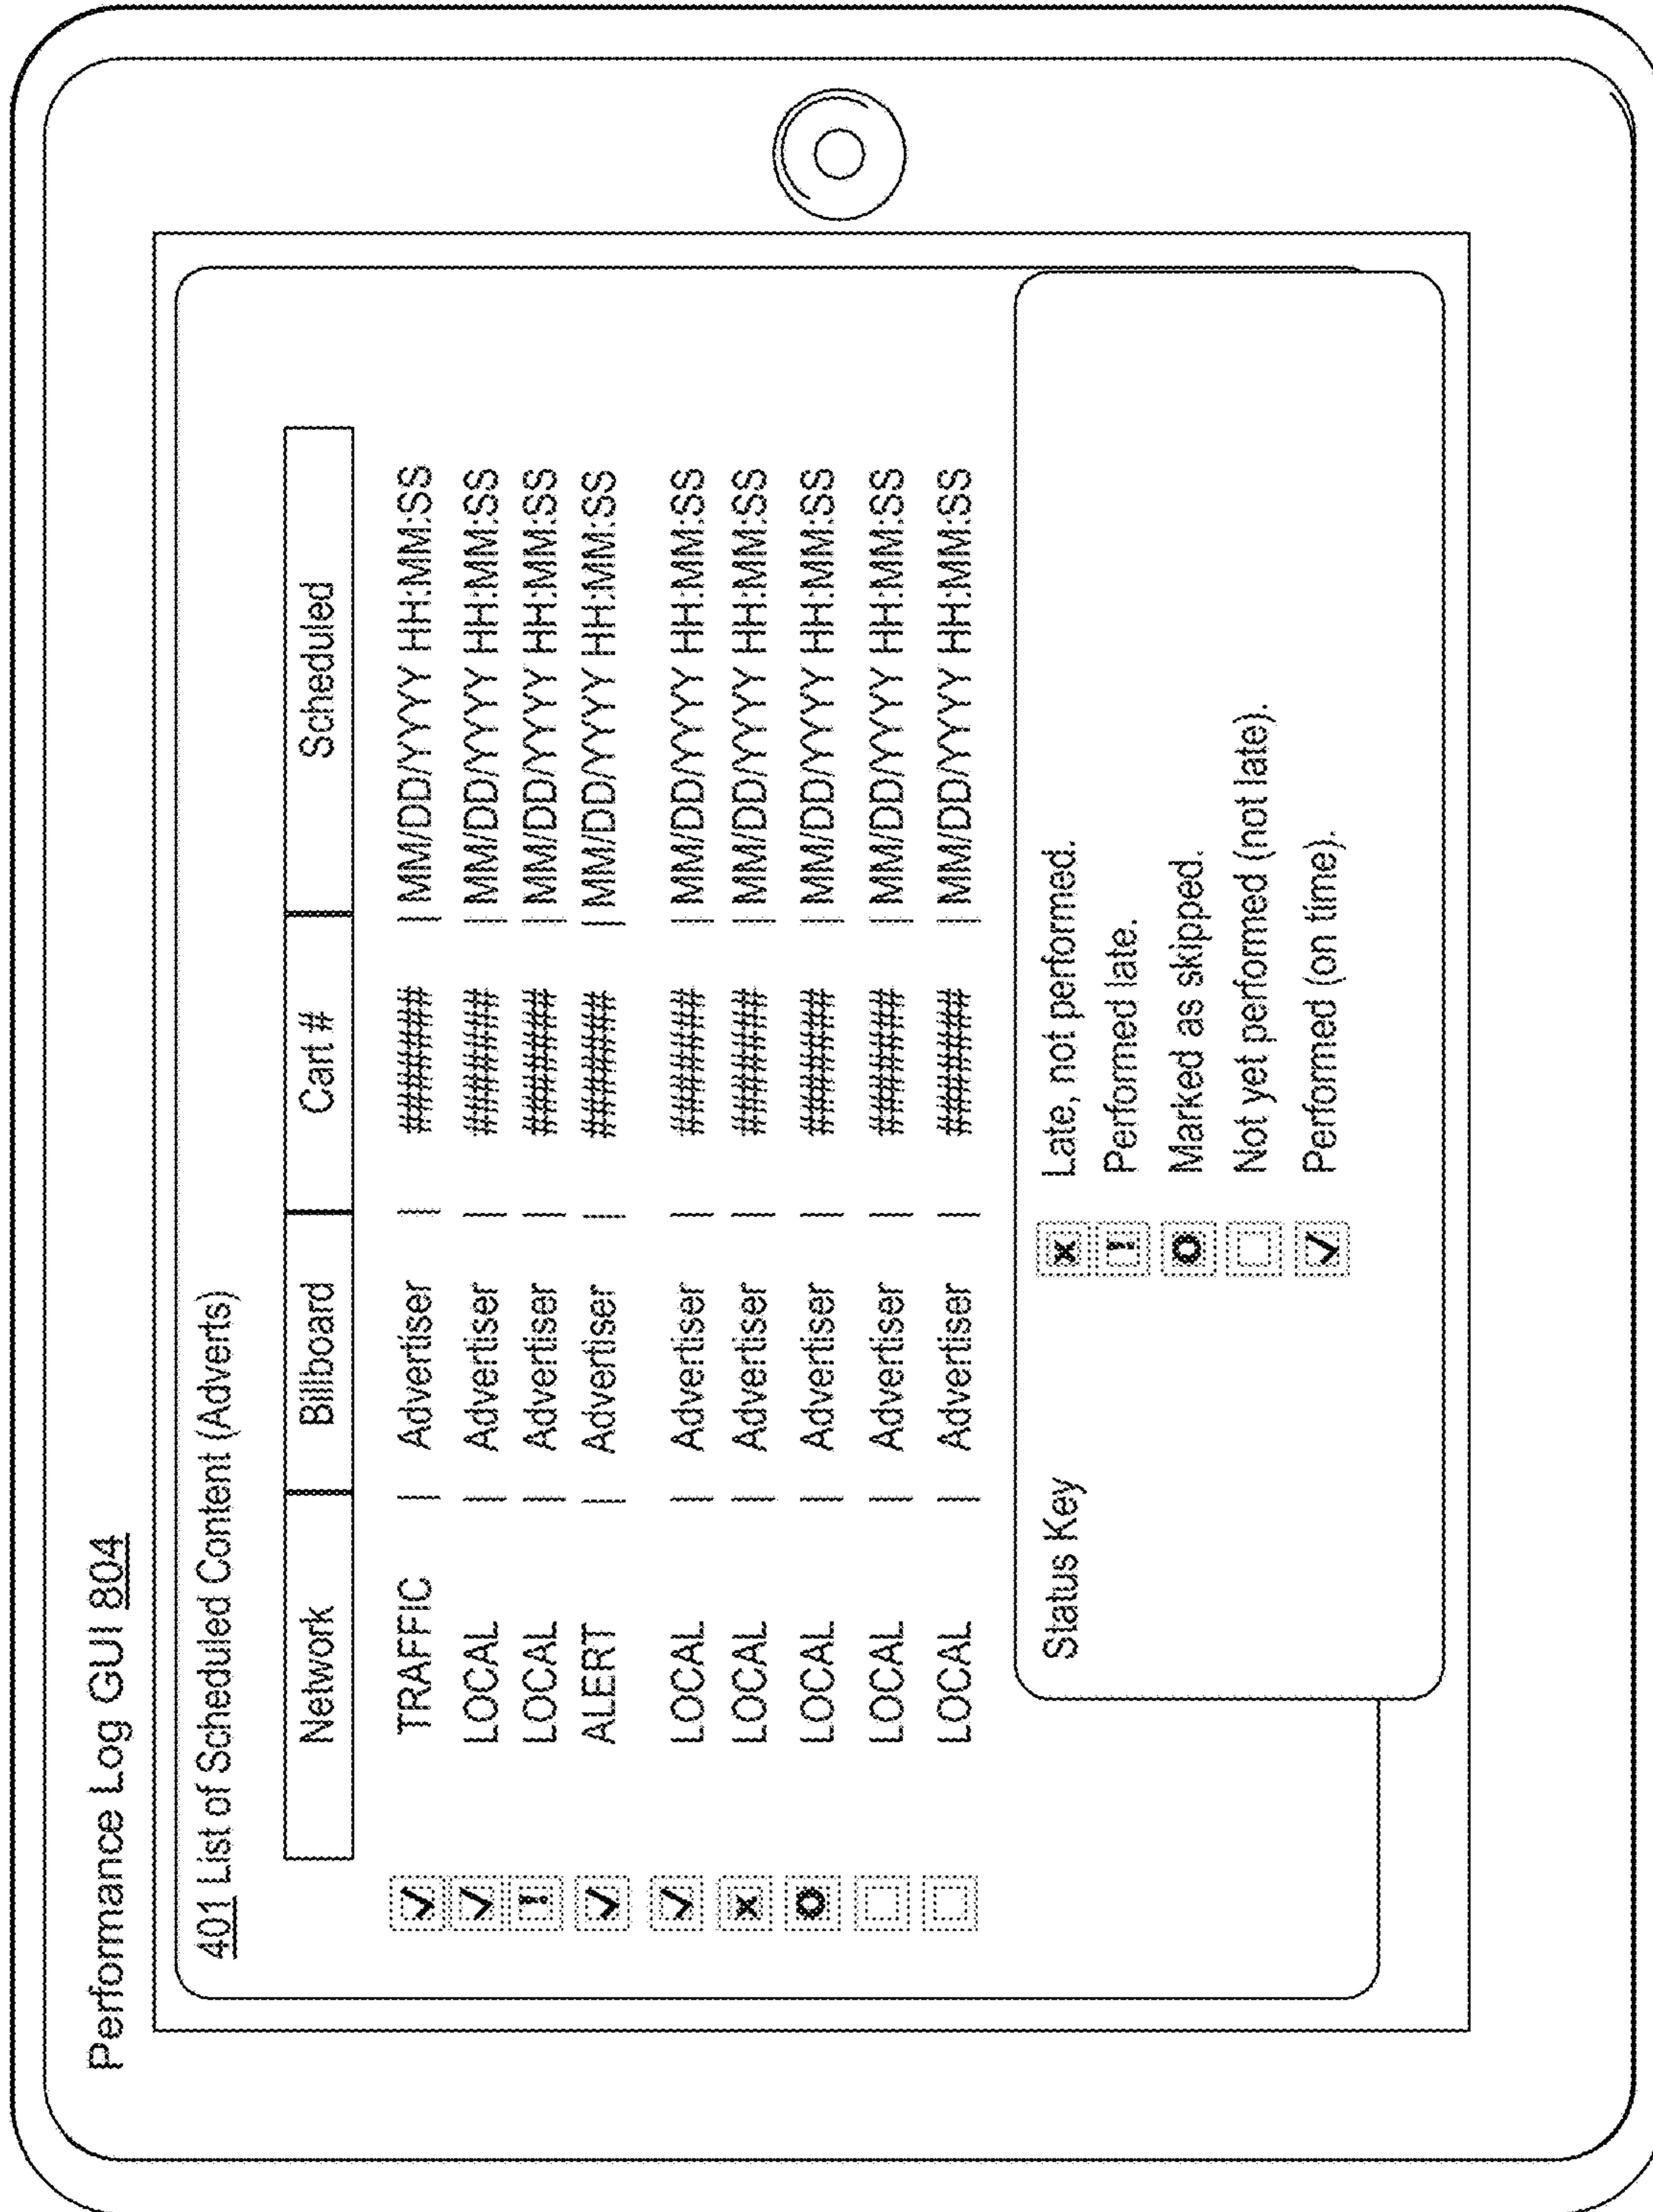 Performance Log GUI 804
401 List of Scheduled Content (Adverts)
Network Billboard Cart # Scheduled
✓ TRAFFIC | Advertiser | ###### | MM/DD/YYYY HH:MM:SS
✓ LOCAL | Advertiser | ###### | MM/DD/YYYY HH:MM:SS
! LOCAL | Advertiser | ###### | MM/DD/YYYY HH:MM:SS
✓ ALERT | Advertiser | ###### | MM/DD/YYYY HH:MM:SS
✓ LOCAL | Advertiser | ###### | MM/DD/YYYY HH:MM:SS
x LOCAL | Advertiser | ###### | MM/DD/YYYY HH:MM:SS
o LOCAL | Advertiser | ###### | MM/DD/YYYY HH:MM:SS
LOCAL | Advertiser | ###### | MM/DD/YYYY HH:MM:SS
LOCAL | Advertiser | ###### | MM/DD/YYYY HH:MM:SS
Status Key
x Late, not performed.
! Performed late.
o Marked as skipped.
Not yet performed (not late).
✓ Performed (on time).